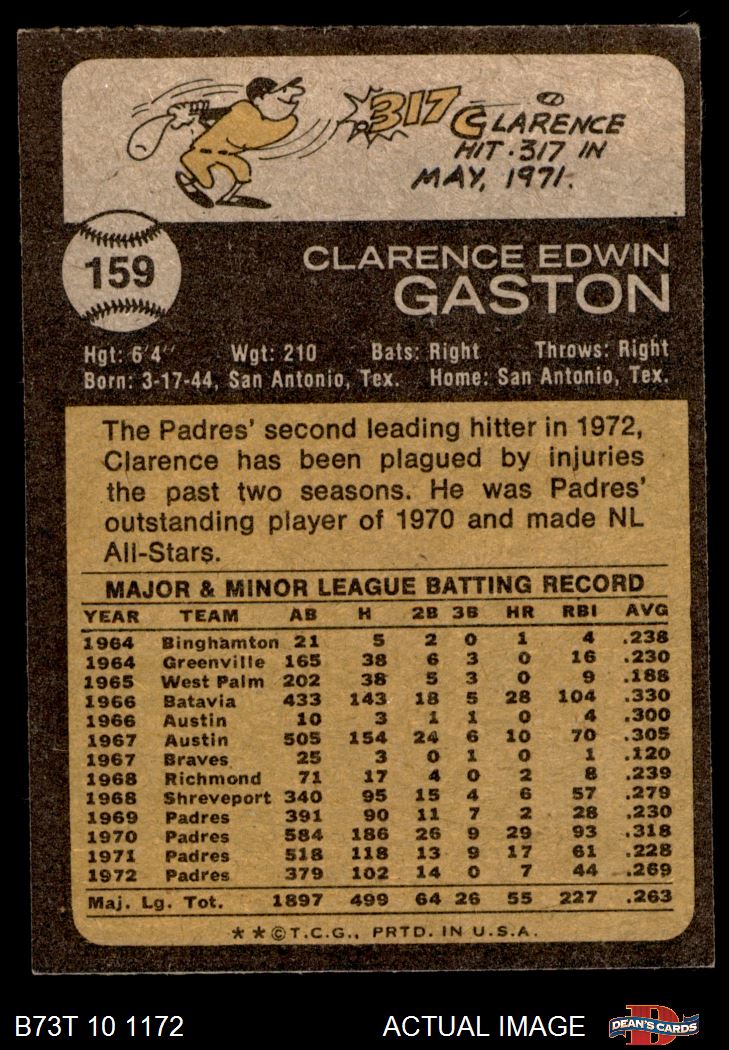 .317 CLARENCE
HIT .317 IN
MAY, 1971.
159
CLARENCE EDWIN
GASTON
Hgt: 6'4" Wgt: 210 Bats: Right Throws: Right
Born: 3-17-44, San Antonio, Tex. Home: San Antonio, Tex.
The Padres' second leading hitter in 1972,
Clarence has been plagued by injuries
the past two seasons. He was Padres'
outstanding player of 1970 and made NL
All-Stars.
MAJOR & MINOR LEAGUE BATTING RECORD
YEAR TEAM AB H 2B 3B HR RBI AVG
1964 Binghamton 21 5 2 0 1 4 .238
1964 Greenville 165 38 6 3 0 16 .230
1965 West Palm 202 38 5 3 0 9 .188
1966 Batavia 433 143 18 5 28 104 .330
1966 Austin 10 3 1 1 0 4 .300
1967 Austin 505 154 24 6 10 70 .305
1967 Braves 25 3 0 1 0 1 .120
1968 Richmond 71 17 4 0 2 8 .239
1968 Shreveport 340 95 15 4 6 57 .279
1969 Padres 391 90 11 7 2 28 .230
1970 Padres 584 186 26 9 29 93 .318
1971 Padres 518 118 13 9 17 61 .228
1972 Padres 379 102 14 0 7 44 .269
Maj. Lg. Tot. 1897 499 64 26 55 227 .263
* * © T.C.G., PRTD. IN U.S.A.
B73T 10 1172 ACTUAL IMAGE D DEAN'S CARDS